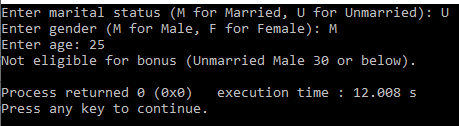 Enter marital status (M for Married, U for Unmarried): U
Enter gender (M for Male, F for Female): M
Enter age: 25
Not eligible for bonus (Unmarried Male 30 or below).
Process returned 0 (0x0)   execution time : 12.008 s
Press any key to continue.